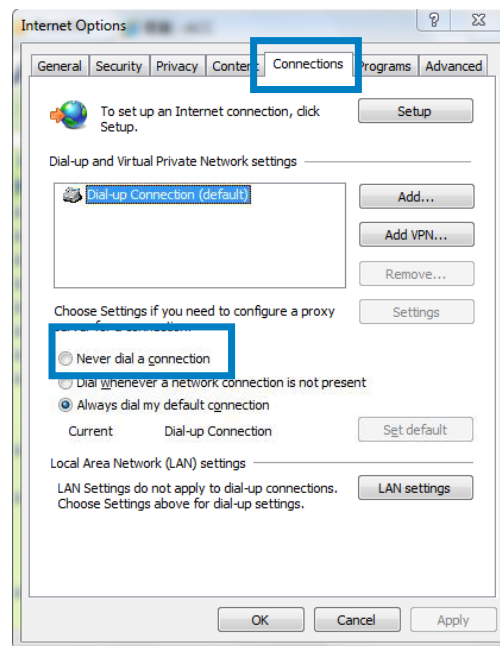 Internet Options
General Security Privacy Content Connections Programs Advanced
To set up an Internet connection, click
Setup.
Setup
Dial-up and Virtual Private Network settings
Dial-up Connection (default)
Add...
Add VPN...
Remove...
Choose Settings if you need to configure a proxy
server for a connection.
Settings
Never dial a connection
Dial whenever a network connection is not present
Always dial my default connection
Current Dial-up Connection
Set default
Local Area Network (LAN) settings
LAN Settings do not apply to dial-up connections.
Choose Settings above for dial-up settings.
LAN settings
OK Cancel Apply